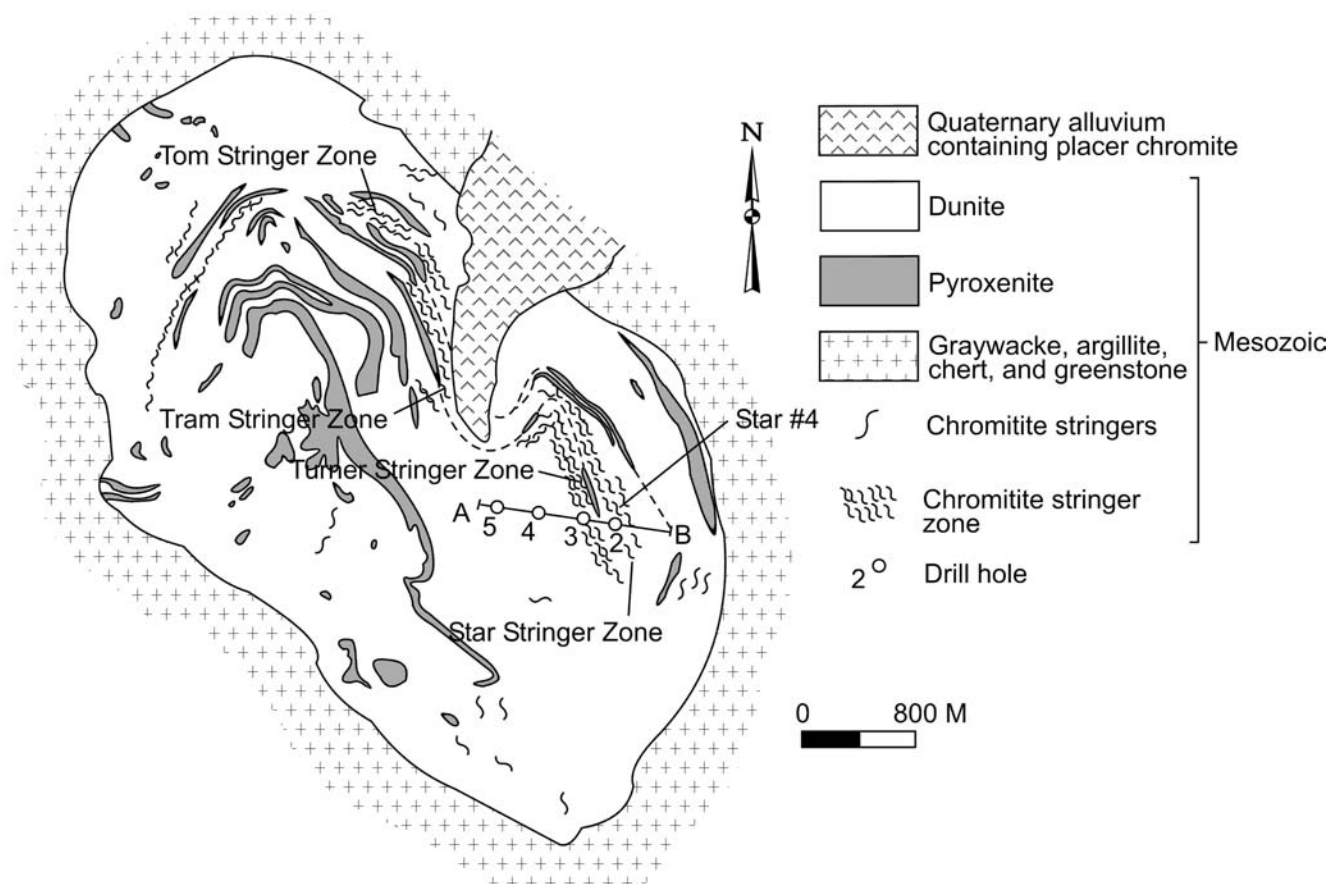 Tom Stringer Zone
Tram Stringer Zone
Turner Stringer Zone
Star #4
A
5
4
3
2
B
Star Stringer Zone
N
Quaternary alluvium
containing placer chromite
Dunite
Pyroxenite
Graywacke, argillite,
chert, and greenstone
Mesozoic
Chromitite stringers
Chromitite stringer
zone
2
Drill hole
0
800 M